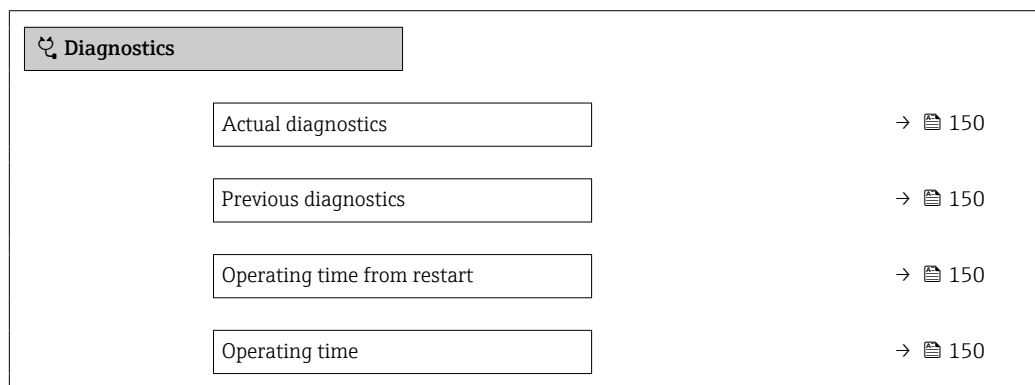 Diagnostics
Actual diagnostics → 150
Previous diagnostics → 150
Operating time from restart → 150
Operating time → 150